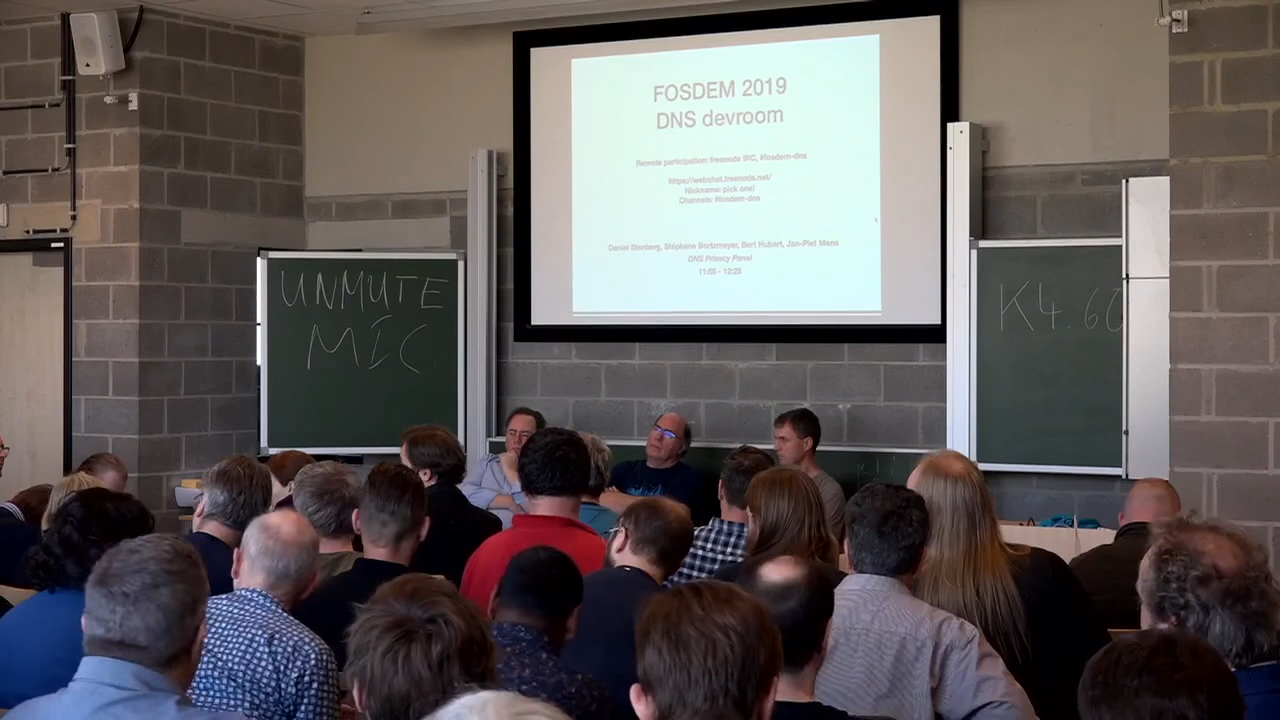 FOSDEM 2019
DNS devroom
Remote participation: freenode IRC, #fosdem-dns
https://webchat.freenode.net/
Nickname: pick one!
Channels: #fosdem-dns
Daniel Stenberg, Stéphane Bortzmeyer, Bert Hubert, Jan-Piet Mens
DNS Privacy Panel
11:05 - 12:25
UNMUTE
MIC
K4.60